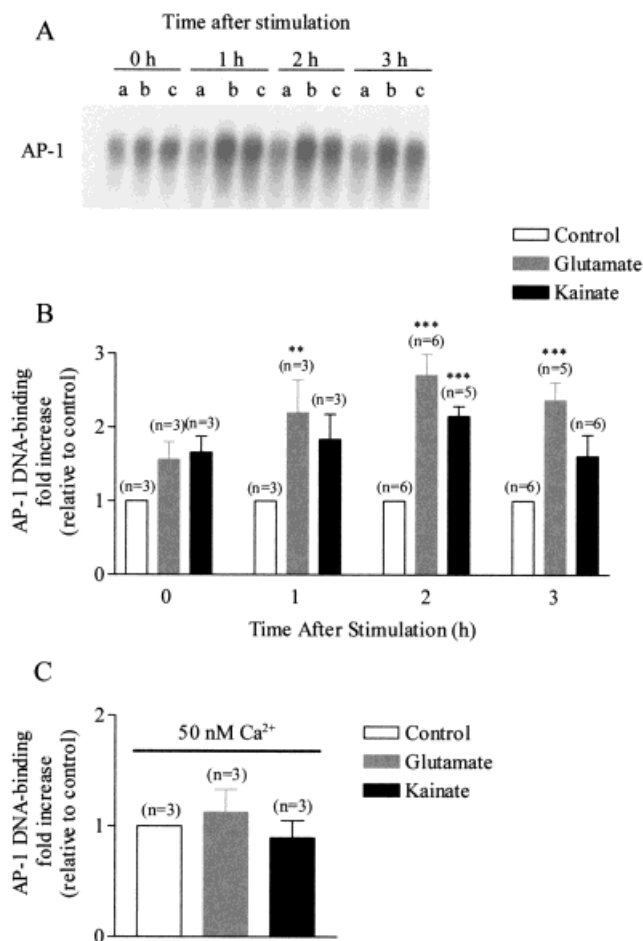 A
Time after stimulation
0 h 1 h 2 h 3 h
a b c a b c a b c a b c
AP-1
Control
Glutamate
Kainate
B
AP-1 DNA-binding
fold increase
(relative to control)
3
2
1
0
(n=3) (n=3) (n=3)
**
(n=3) (n=3) (n=3)
***
(n=6)
***
(n=6) (n=5)
***
(n=5)
(n=6) (n=6)
0 1 2 3
Time After Stimulation (h)
C
AP-1 DNA-binding
fold increase
(relative to control)
2
1
0
50 nM Ca²⁺
(n=3) (n=3) (n=3)
Control
Glutamate
Kainate